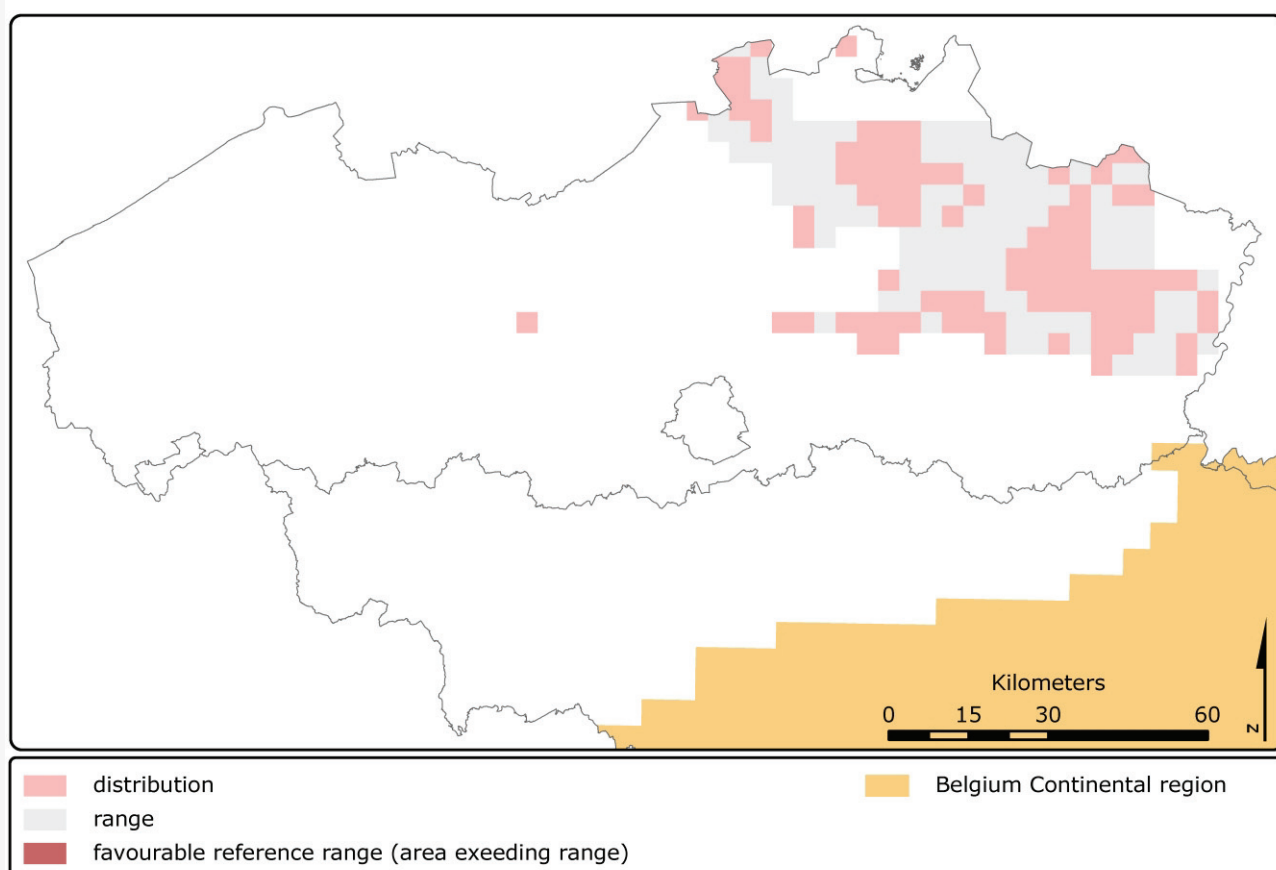 Kilometers
0 15 30 60
N
distribution
range
favourable reference range (area exeeding range)
Belgium Continental region